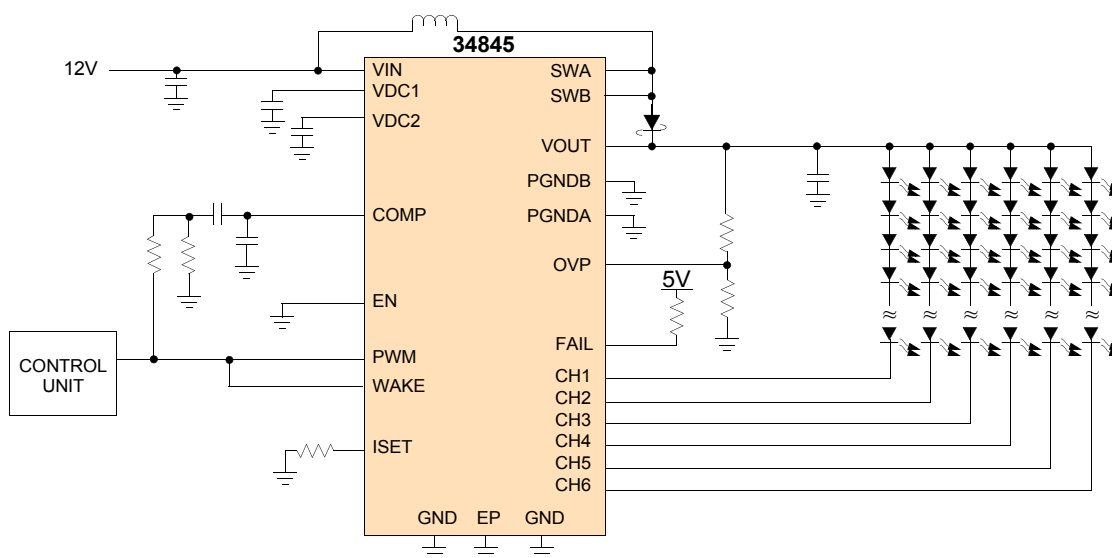 34845
12V
VIN
VDC1
VDC2
COMP
EN
PWM
WAKE
ISET
SWA
SWB
VOUT
PGNDB
PGNDA
OVP
5V
FAIL
CH1
CH2
CH3
CH4
CH5
CH6
CONTROL
UNIT
GND EP GND